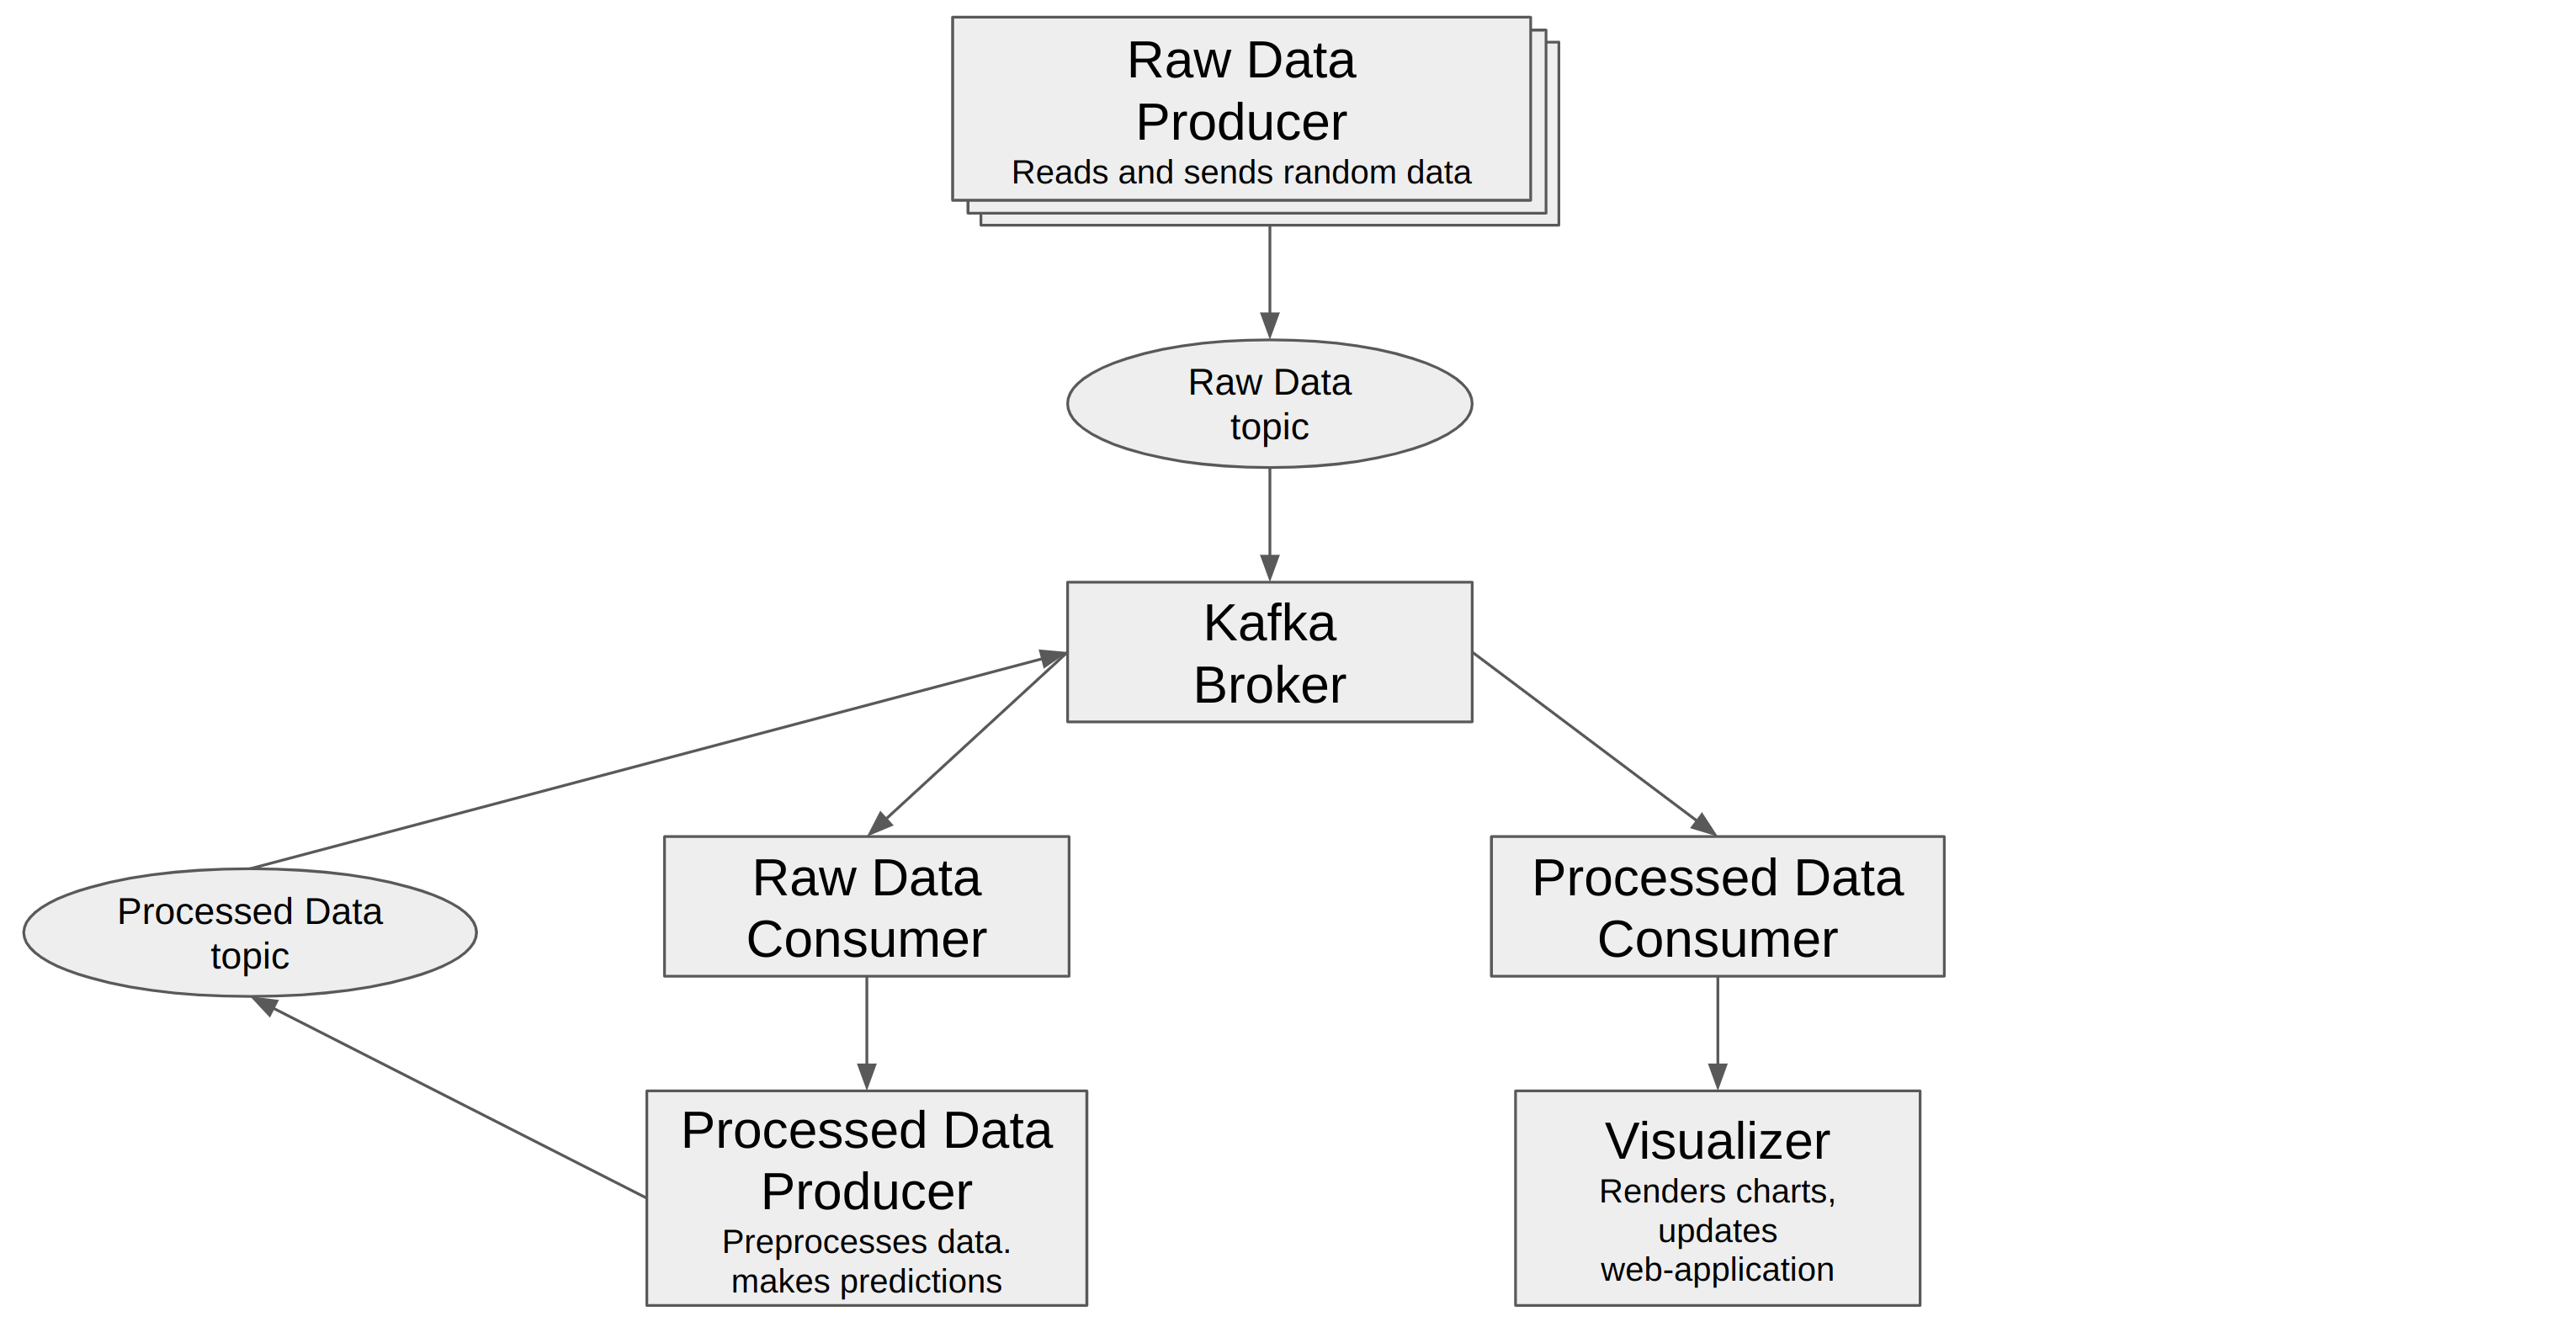 Raw Data
Producer
Reads and sends random data
Raw Data
topic
Kafka
Broker
Raw Data
Consumer
Processed Data
Consumer
Processed Data
topic
Processed Data
Producer
Preprocesses data.
makes predictions
Visualizer
Renders charts,
updates
web-application